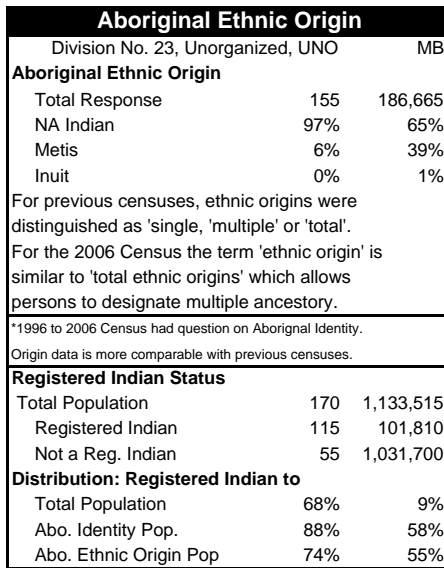 Aboriginal Ethnic Origin
Division No. 23, Unorganized, UNO MB
Aboriginal Ethnic Origin
Total Response 155 186,665
NA Indian 97% 65%
Metis 6% 39%
Inuit 0% 1%
For previous censuses, ethnic origins were
distinguished as 'single, 'multiple' or 'total'.
For the 2006 Census the term 'ethnic origin' is
similar to 'total ethnic origins' which allows
persons to designate multiple ancestory.
*1996 to 2006 Census had question on Aborignal Identity.
Origin data is more comparable with previous censuses.
Registered Indian Status
Total Population 170 1,133,515
Registered Indian 115 101,810
Not a Reg. Indian 55 1,031,700
Distribution: Registered Indian to
Total Population 68% 9%
Abo. Identity Pop. 88% 58%
Abo. Ethnic Origin Pop 74% 55%